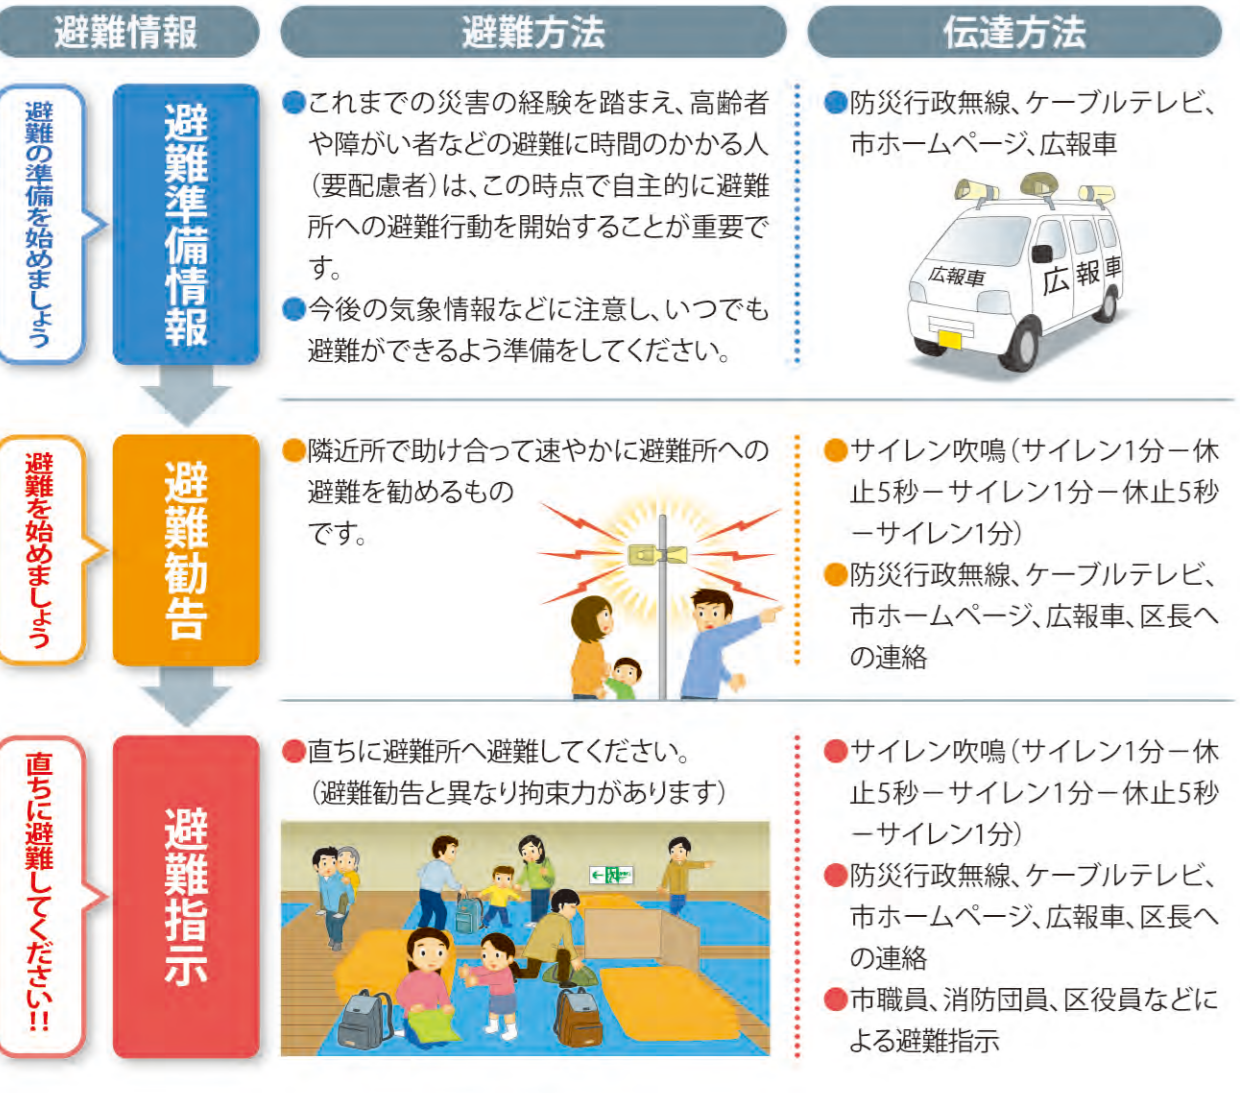 避難情報
避難方法
伝達方法
避難の準備を始めましょう
避難準備情報
●これまでの災害の経験を踏まえ、高齢者
や障がい者などの避難に時間のかかる人
（要配慮者）は、この時点で自主的に避難
所への避難行動を開始することが重要で
す。
●今後の気象情報などに注意し、いつでも
避難ができるよう準備をしてください。
●防災行政無線、ケーブルテレビ、
市ホームページ、広報車
広報車
広報車
避難を始めましょう
避難勧告
●隣近所で助け合って速やかに避難所への
避難を勧めるもの
です。
●サイレン吹鳴（サイレン1分－休
止5秒－サイレン1分－休止5秒
－サイレン1分）
●防災行政無線、ケーブルテレビ、
市ホームページ、広報車、区長へ
の連絡
直ちに避難してください!!
避難指示
●直ちに避難所へ避難してください。
（避難勧告と異なり拘束力があります）
●サイレン吹鳴（サイレン1分－休
止5秒－サイレン1分－休止5秒
－サイレン1分）
●防災行政無線、ケーブルテレビ、
市ホームページ、広報車、区長へ
の連絡
●市職員、消防団員、区役員などに
よる避難指示